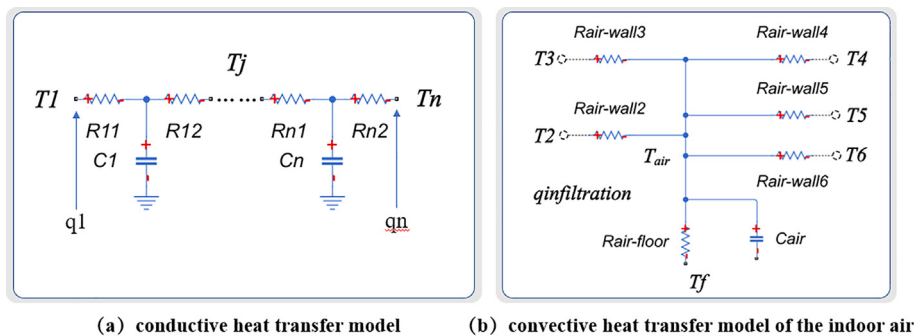 Tj
T1
Tn
R11
R12
Rn1
Rn2
C1
Cn
q1
qn
(a) conductive heat transfer model
Rair-wall3
Rair-wall4
T3
T4
Rair-wall2
Rair-wall5
T2
T5
Tair
T6
qinfiltration
Rair-wall6
Rair-floor
Cair
Tf
(b) convective heat transfer model of the indoor air